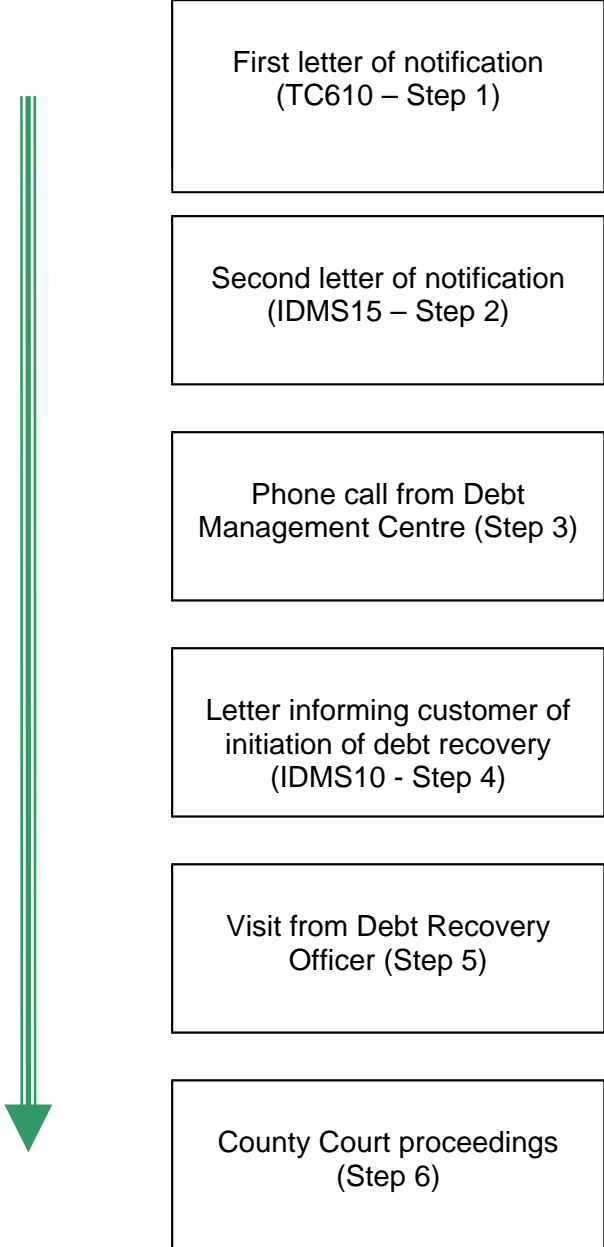 First letter of notification
(TC610 – Step 1)
Second letter of notification
(IDMS15 – Step 2)
Phone call from Debt
Management Centre (Step 3)
Letter informing customer of
initiation of debt recovery
(IDMS10 - Step 4)
Visit from Debt Recovery
Officer (Step 5)
County Court proceedings
(Step 6)